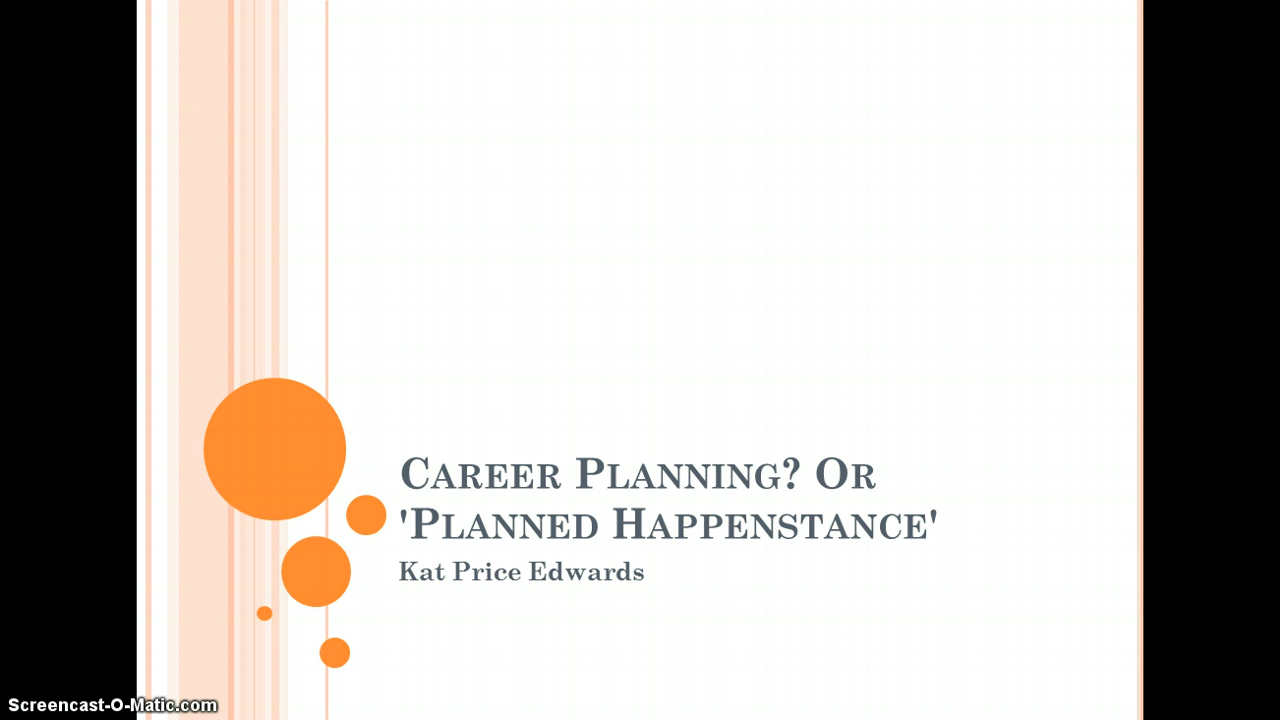 Career Planning? Or
'Planned Happenstance'
Kat Price Edwards
Screencast-O-Matic.com